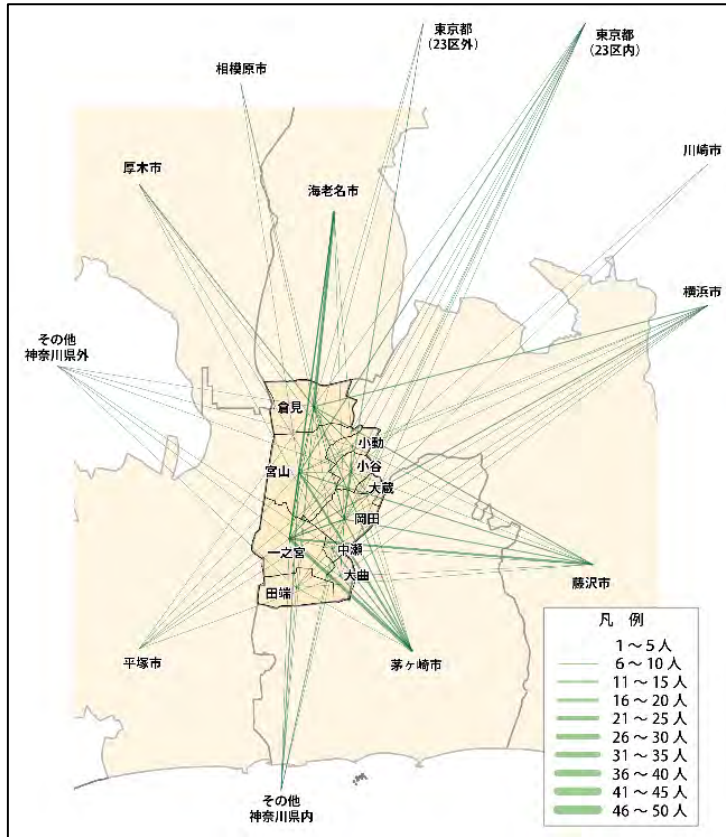 東京都
（23区外）
東京都
（23区内）
相模原市
川崎市
厚木市
海老名市
横浜市
その他
神奈川県外
倉見
小動
小谷
宮山
大蔵
岡田
一之宮
中瀬
大曲
田端
藤沢市
平塚市
茅ヶ崎市
その他
神奈川県内
凡　例
1～5人
6～10人
11～15人
16～20人
21～25人
26～30人
31～35人
36～40人
41～45人
46～50人